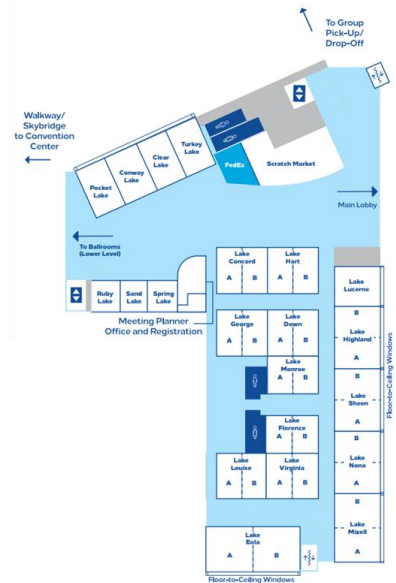 To Group
Pick-Up/
Drop-Off
Walkway/
Skybridge
to Convention
Center
Turkey
Lake
Clear
Lake
Conway
Lake
Pocket
Lake
FedEx
Scratch Market
Main Lobby
To Ballrooms
(Lower Level)
Lake
Concord
A B
Lake
Hart
A B
Lake
Lucerne
Ruby
Lake
Sand
Lake
Spring
Lake
Meeting Planner
Office and Registration
Lake
George
A B
Lake
Down
A B
B
Lake
Highland
A
Lake
Monroe
A B
B
Lake
Sheen
A
Floor-to-Ceiling Windows
Lake
Florence
A B
Lake
Louise
A B
Lake
Virginia
A B
B
Lake
Nona
A
B
Lake
Mizell
A
Lake
Eola
A B
Floor-to-Ceiling Windows